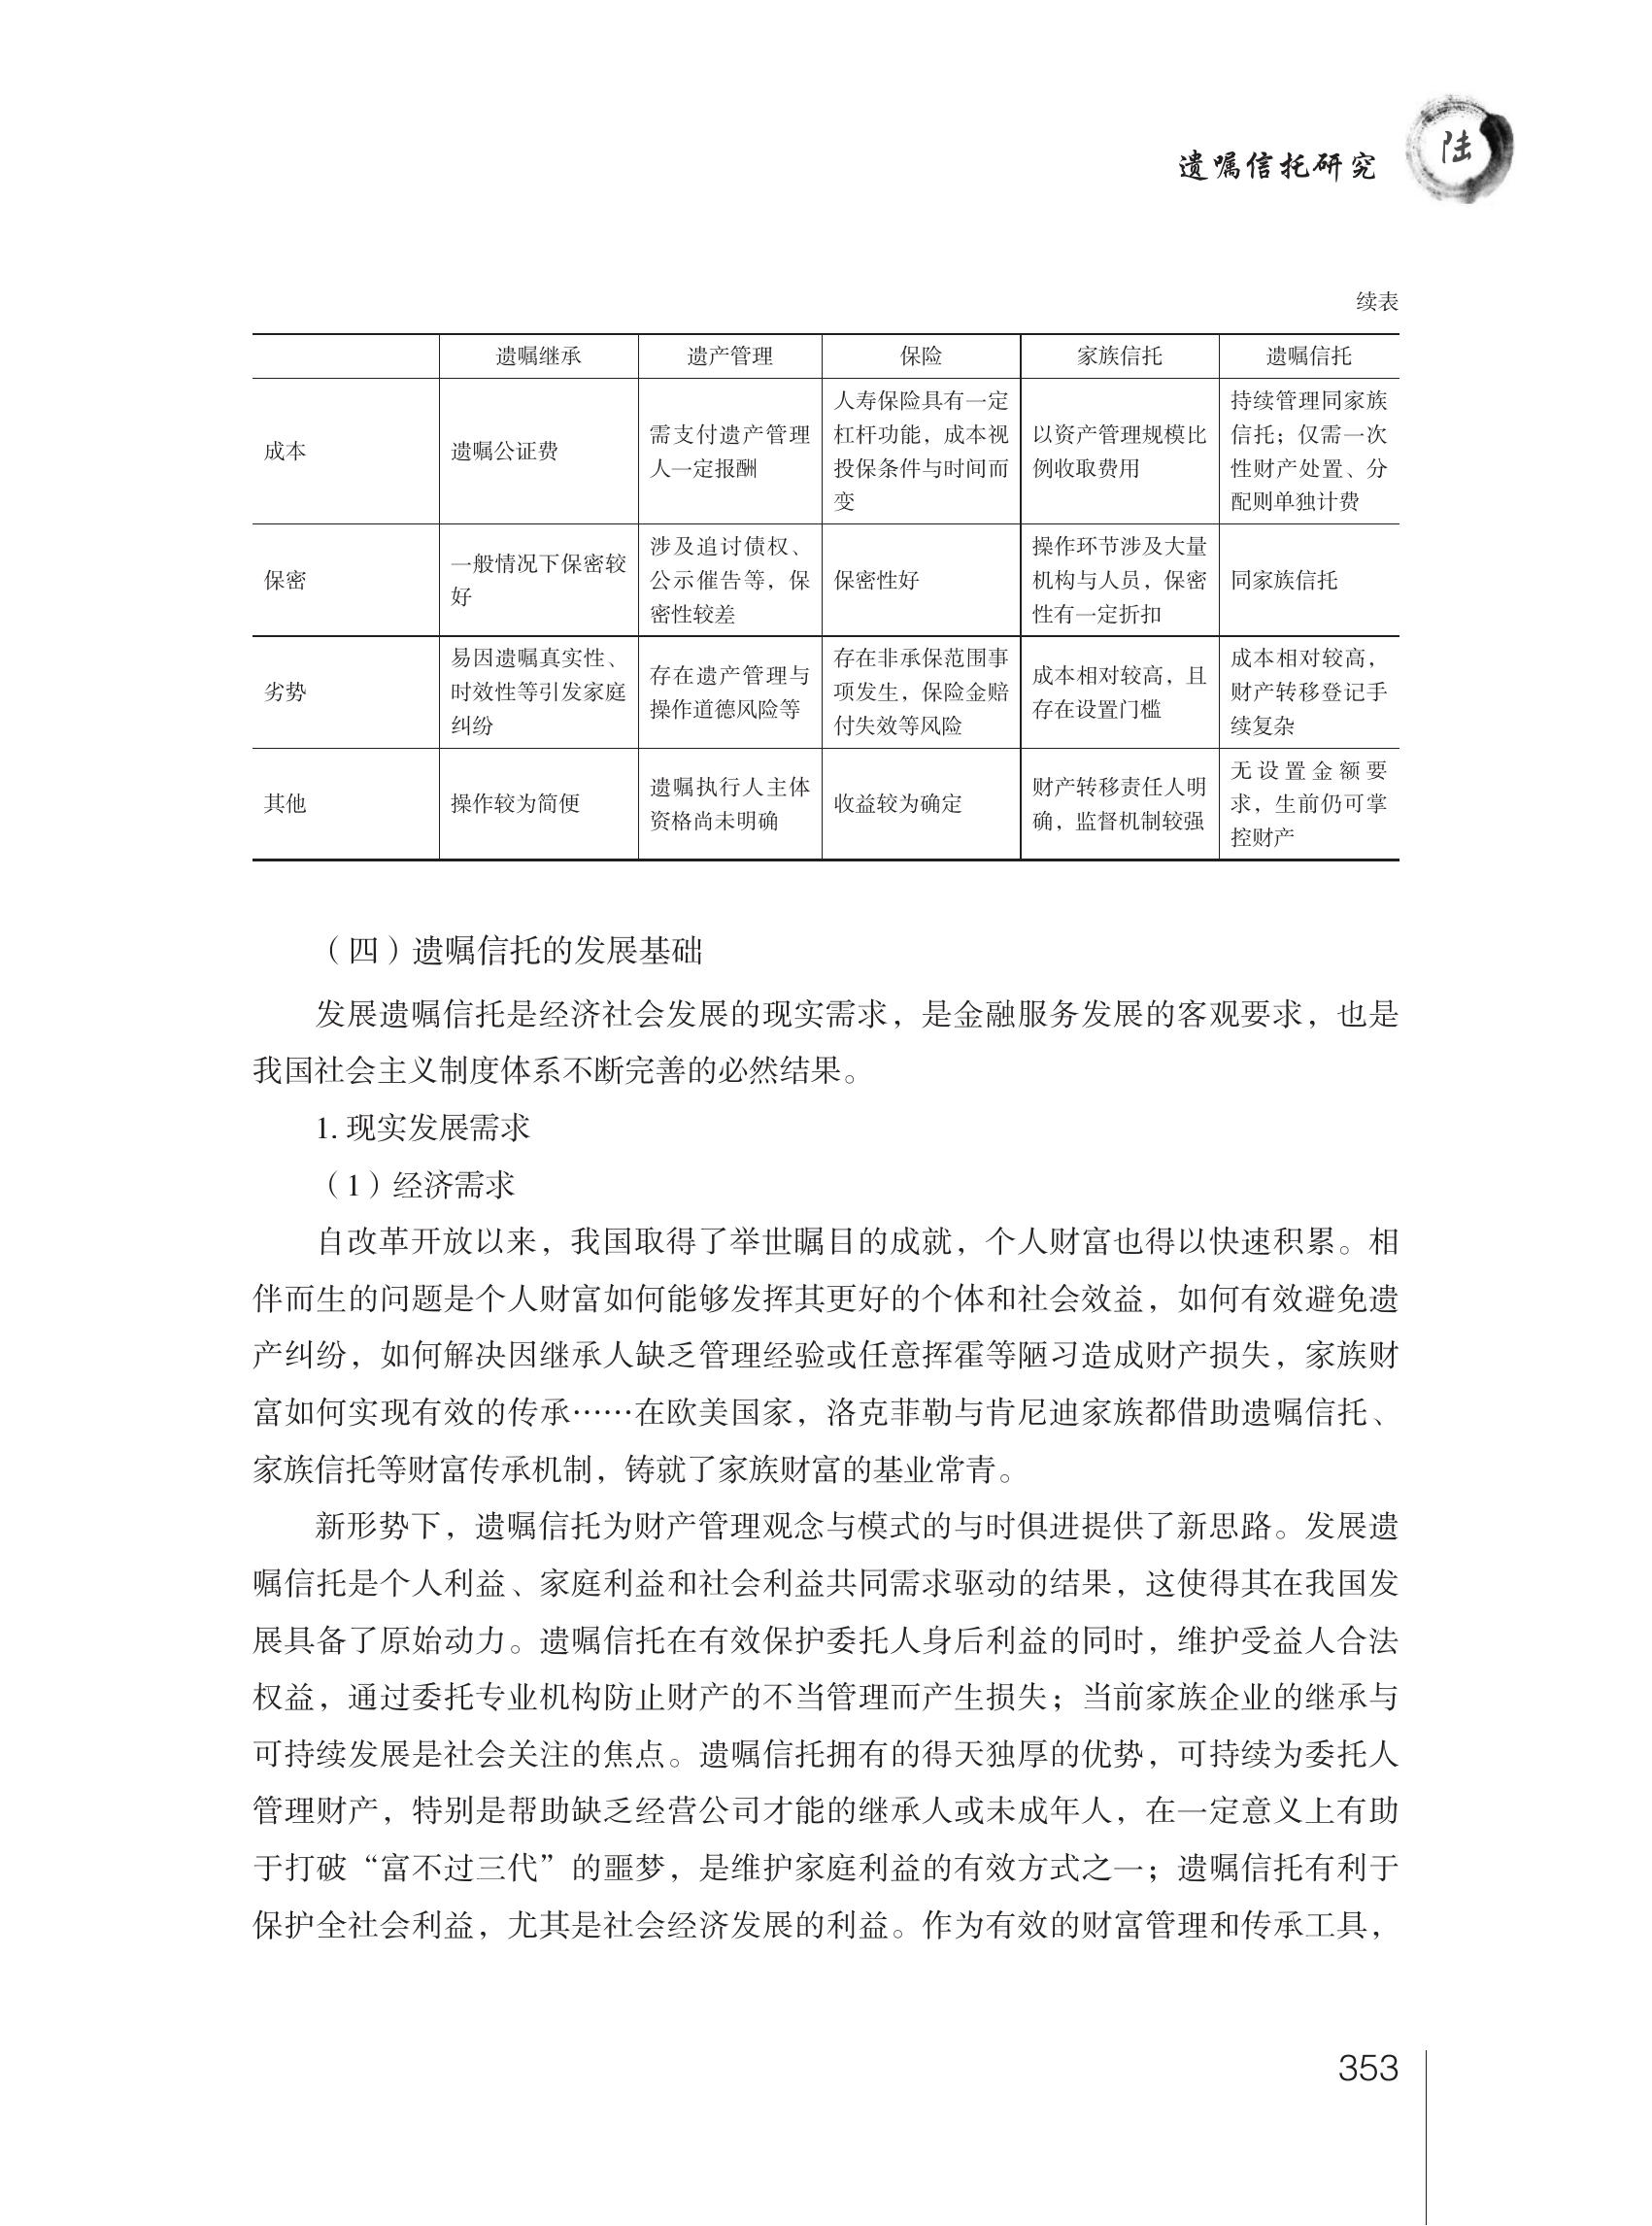 遗嘱信托研究
陆
续表
遗嘱继承 遗产管理 保险 家族信托 遗嘱信托
成本
遗嘱公证费
需支付遗产管理
人一定报酬
人寿保险具有一定
杠杆功能，成本视
投保条件与时间而
变
以资产管理规模比
例收取费用
持续管理同家族
信托；仅需一次
性财产处置、分
配则单独计费
保密
一般情况下保密较
好
涉及追讨债权、
公示催告等，保
密性较差
保密性好
操作环节涉及大量
机构与人员，保密
性有一定折扣
同家族信托
劣势
易因遗嘱真实性、
时效性等引发家庭
纠纷
存在遗产管理与
操作道德风险等
存在非承保范围事
项发生，保险金赔
付失效等风险
成本相对较高，且
存在设置门槛
成本相对较高，
财产转移登记手
续复杂
其他
操作较为简便
遗嘱执行人主体
资格尚未明确
收益较为确定
财产转移责任人明
确，监督机制较强
无设置金额要
求，生前仍可掌
控财产
（四）遗嘱信托的发展基础
发展遗嘱信托是经济社会发展的现实需求，是金融服务发展的客观要求，也是
我国社会主义制度体系不断完善的必然结果。
1. 现实发展需求
（1）经济需求
自改革开放以来，我国取得了举世瞩目的成就，个人财富也得以快速积累。相
伴而生的问题是个人财富如何能够发挥其更好的个体和社会效益，如何有效避免遗
产纠纷，如何解决因继承人缺乏管理经验或任意挥霍等陋习造成财产损失，家族财
富如何实现有效的传承……在欧美国家，洛克菲勒与肯尼迪家族都借助遗嘱信托、
家族信托等财富传承机制，铸就了家族财富的基业常青。
新形势下，遗嘱信托为财产管理观念与模式的与时俱进提供了新思路。发展遗
嘱信托是个人利益、家庭利益和社会利益共同需求驱动的结果，这使得其在我国发
展具备了原始动力。遗嘱信托在有效保护委托人身后利益的同时，维护受益人合法
权益，通过委托专业机构防止财产的不当管理而产生损失；当前家族企业的继承与
可持续发展是社会关注的焦点。遗嘱信托拥有的得天独厚的优势，可持续为委托人
管理财产，特别是帮助缺乏经营公司才能的继承人或未成年人，在一定意义上有助
于打破“富不过三代”的噩梦，是维护家庭利益的有效方式之一；遗嘱信托有利于
保护全社会利益，尤其是社会经济发展的利益。作为有效的财富管理和传承工具，
353